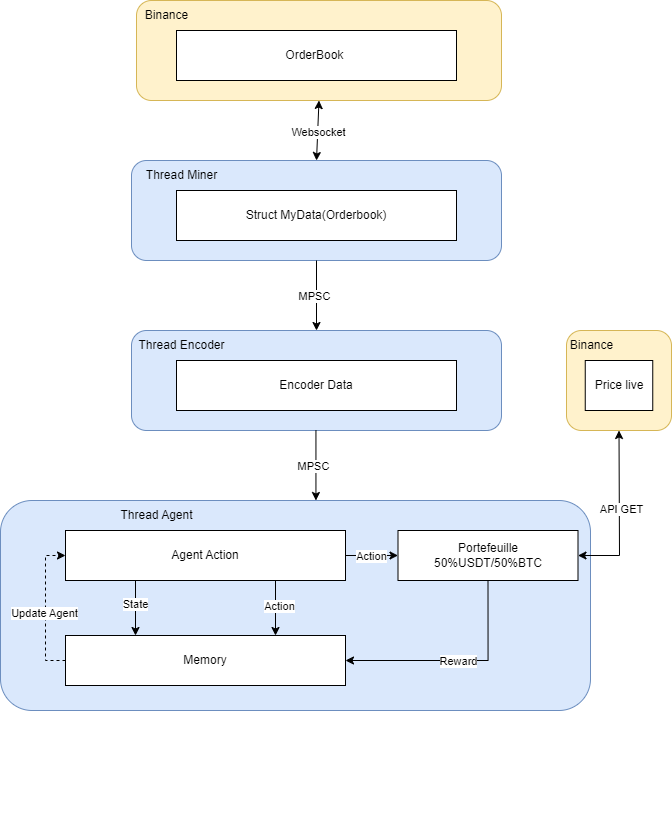 Binance
OrderBook
Websocket
Thread Miner
Struct MyData(Orderbook)
MPSC
Thread Encoder
Encoder Data
Binance
Price live
MPSC
API GET
Thread Agent
Agent Action
Action
Portefeuille
50%USDT/50%BTC
State
Action
Update Agent
Memory
Reward